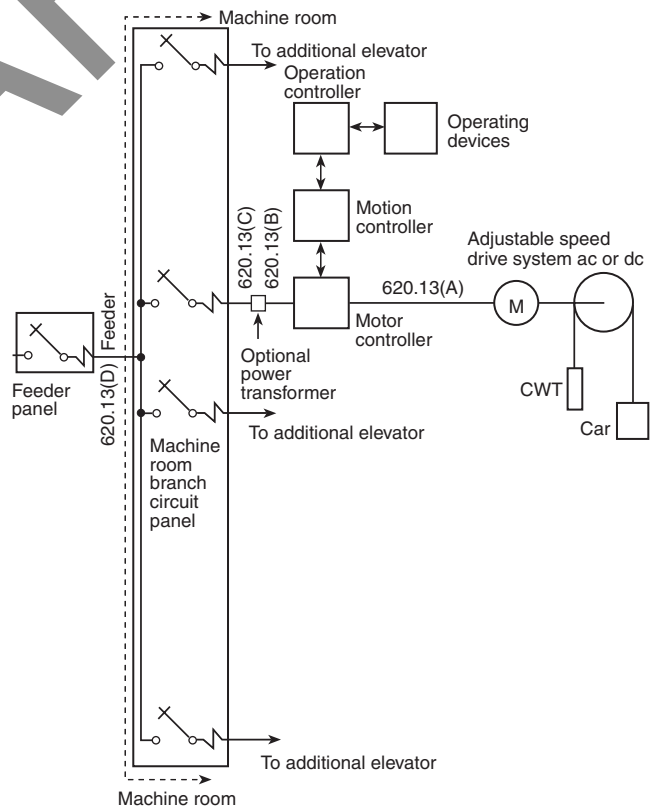 Machine room
To additional elevator
Operation
controller
Operating
devices
Motion
controller
620.13(C)
620.13(B)
Adjustable speed
drive system ac or dc
620.13(A)
M
Motor
controller
Optional
power
transformer
Feeder
620.13(D)
Feeder
panel
CWT
Car
To additional elevator
Machine
room
branch
circuit
panel
To additional elevator
Machine room